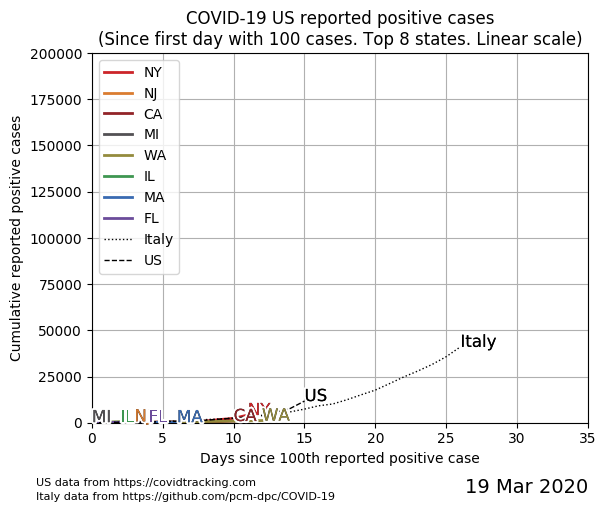 COVID-19 US reported positive cases
(Since first day with 100 cases. Top 8 states. Linear scale)
Cumulative reported positive cases
200000
175000
150000
125000
100000
75000
50000
25000
0
NY
NJ
CA
MI
WA
IL
MA
FL
Italy
US
Italy
US
MI IL NJ FL MA CA NY WA
0 5 10 15 20 25 30 35
Days since 100th reported positive case
US data from https://covidtracking.com
Italy data from https://github.com/pcm-dpc/COVID-19
19 Mar 2020